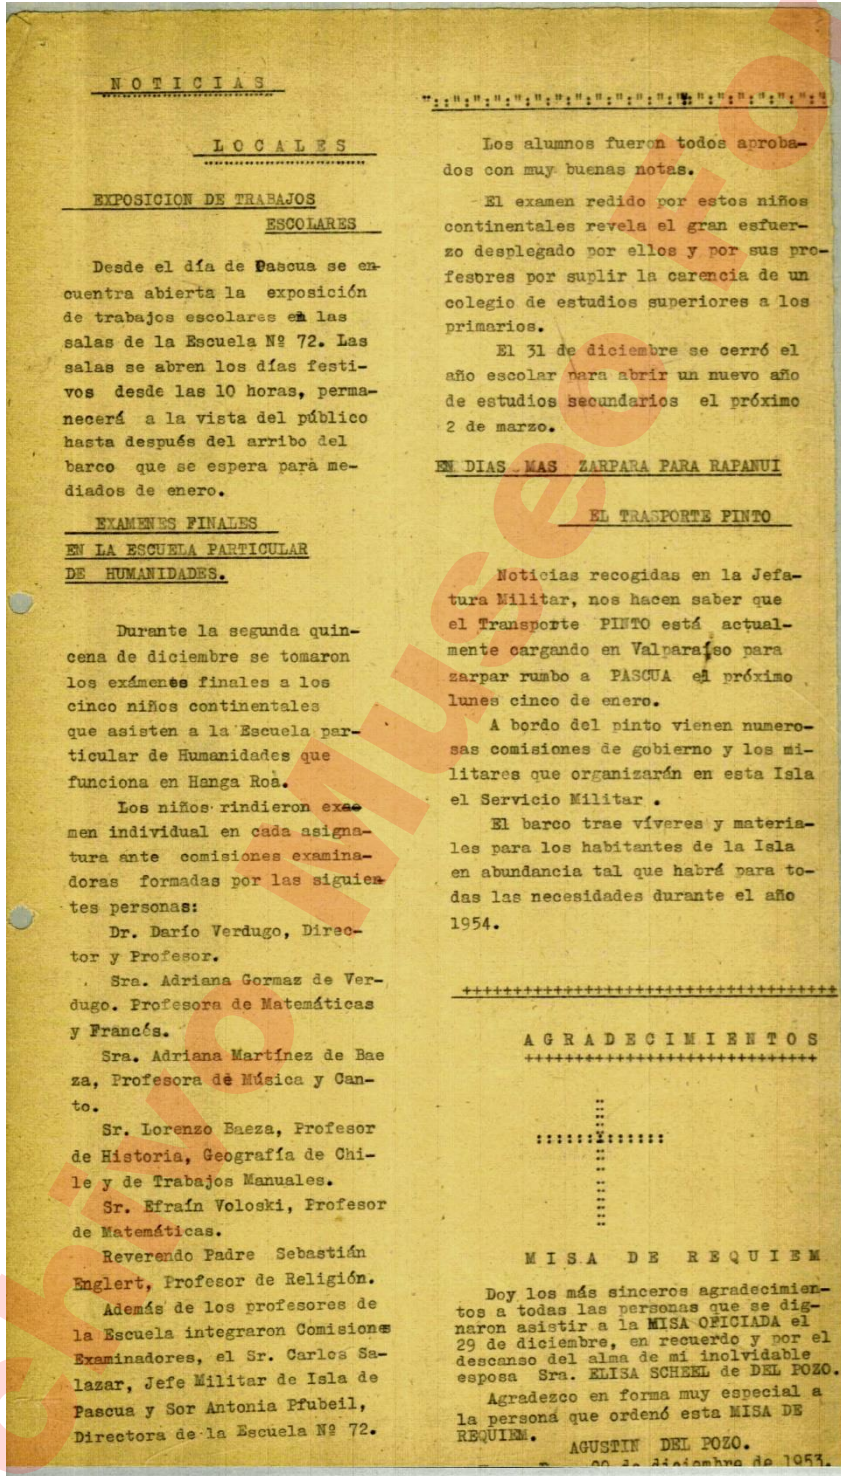 NOTICIAS
LOCALES
EXPOSICION DE TRABAJOS
ESCOLARES
Desde el día de Pascua se en-
cuentra abierta la exposición
de trabajos escolares en las
salas de la Escuela Nº 72. Las
salas se abren los días festi-
vos desde las 10 horas, perma-
necerá a la vista del público
hasta después del arribo del
barco que se espera para me-
diados de enero.
EXAMENES FINALES
EN LA ESCUELA PARTICULAR
DE HUMANIDADES.
Durante la segunda quin-
cena de diciembre se tomaron
los exámenes finales a los
cinco niños continentales
que asisten a la Escuela par-
ticular de Humanidades que
funciona en Hanga Roa.
Los niños rindieron exa-
men individual en cada asigna-
tura ante comisiones examina-
doras formadas por las siguien-
tes personas:
Dr. Darío Verdugo, Direc-
tor y Profesor.
Sra. Adriana Gormaz de Ver-
dugo. Profesora de Matemáticas
y Francés.
Sra. Adriana Martínez de Bae
za, Profesora de Música y Can-
to.
Sr. Lorenzo Baeza, Profesor
de Historia, Geografía de Chi-
le y de Trabajos Manuales.
Sr. Efraín Voloski, Profesor
de Matemáticas.
Reverendo Padre Sebastián
Englert, Profesor de Religión.
Además de los profesores de
la Escuela integraron Comisiones
Examinadores, el Sr. Carlos Sa-
lazar, Jefe Militar de Isla de
Pascua y Sor Antonia Pfubeil,
Directora de la Escuela Nº 72.
Los alumnos fueron todos aproba-
dos con muy buenas notas.
El examen redido por estos niños
continentales revela el gran esfuer-
zo desplegado por ellos y por sus pro-
fesores por suplir la carencia de un
colegio de estudios superiores a los
primarios.
El 31 de diciembre se cerró el
año escolar para abrir un nuevo año
de estudios secundarios el próximo
2 de marzo.
EN DIAS MAS ZARPARA PARA RAPANUI
EL TRASPORTE PINTO
Noticias recogidas en la Jefa-
tura Militar, nos hacen saber que
el Transporte PINTO está actual-
mente cargando en Valparaíso para
zarpar rumbo a PASCUA el próximo
lunes cinco de enero.
A bordo del pinto vienen numero-
sas comisiones de gobierno y los mi-
litares que organizarán en esta Isla
el Servicio Militar .
El barco trae víveres y materia-
les para los habitantes de la Isla
en abundancia tal que habrá para to-
das las necesidades durante el año
1954.
+++++++++++++++++++++++++++++++++++++
AGRADECIMIENTOS
++++++++++++++++++++++++++++
MISA DE REQUIEM
Doy los más sinceros agradecimien-
tos a todas las personas que se dig-
naron asistir a la MISA OFICIADA el
29 de diciembre, en recuerdo y por el
descanso del alma de mi inolvidable
esposa Sra. ELISA SCHEEL de DEL POZO.
Agradezco en forma muy especial a
la persona que ordenó esta MISA DE
REQUIEM.
AGUSTIN DEL POZO.
de diciembre de 1953.